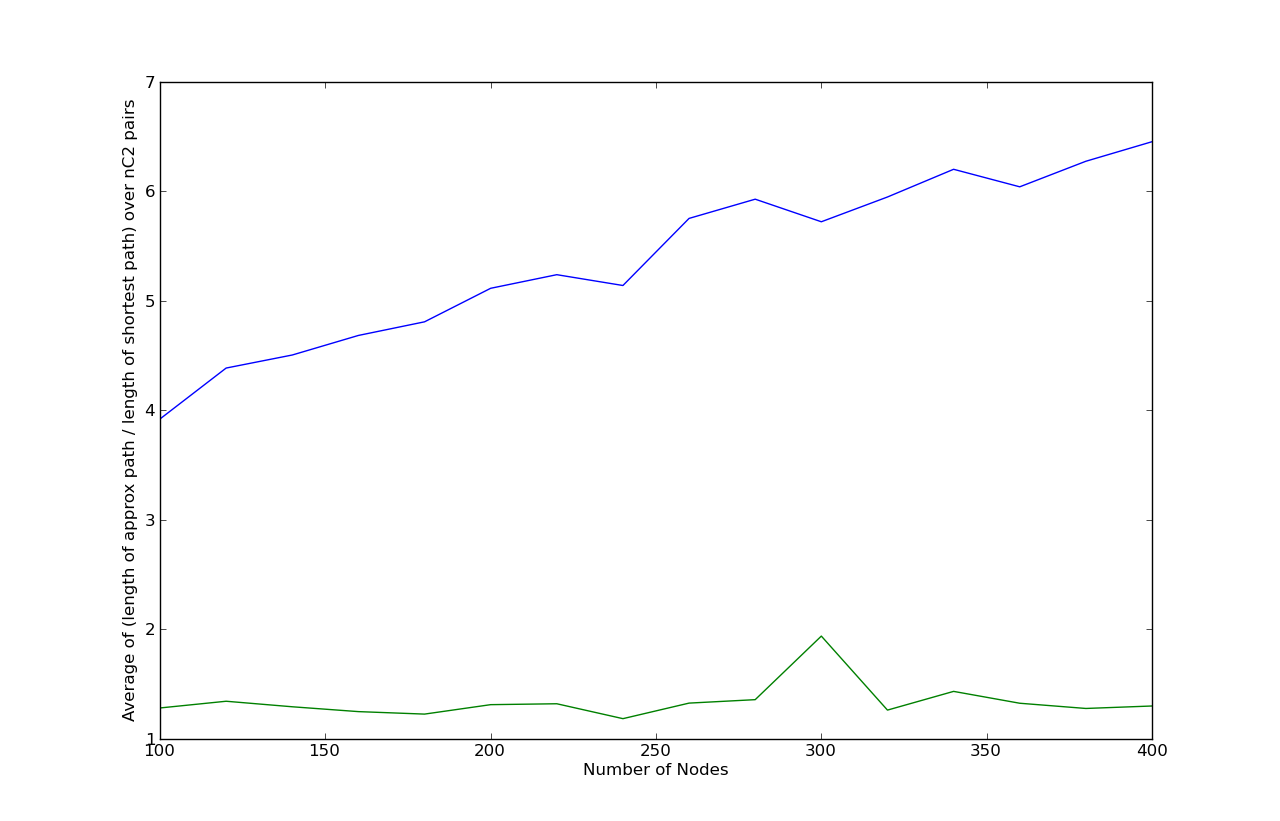 7
6
5
4
3
2
1
Average of (length of approx path / length of shortest path) over nC2 pairs
100 150 200 250 300 350 400
Number of Nodes